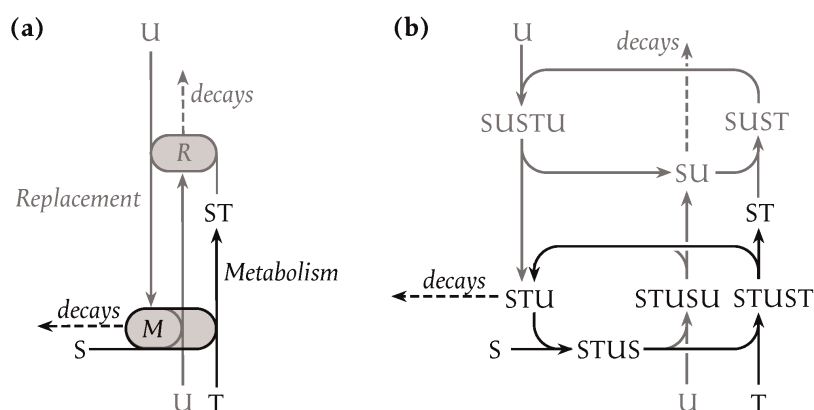 (a)
U
decays
R
Replacement
ST
Metabolism
decays
M
S
U
T
(b)
U
decays
SUSTU
SUST
SU
ST
decays
STU
STUSU
STUST
S
STUS
U
T